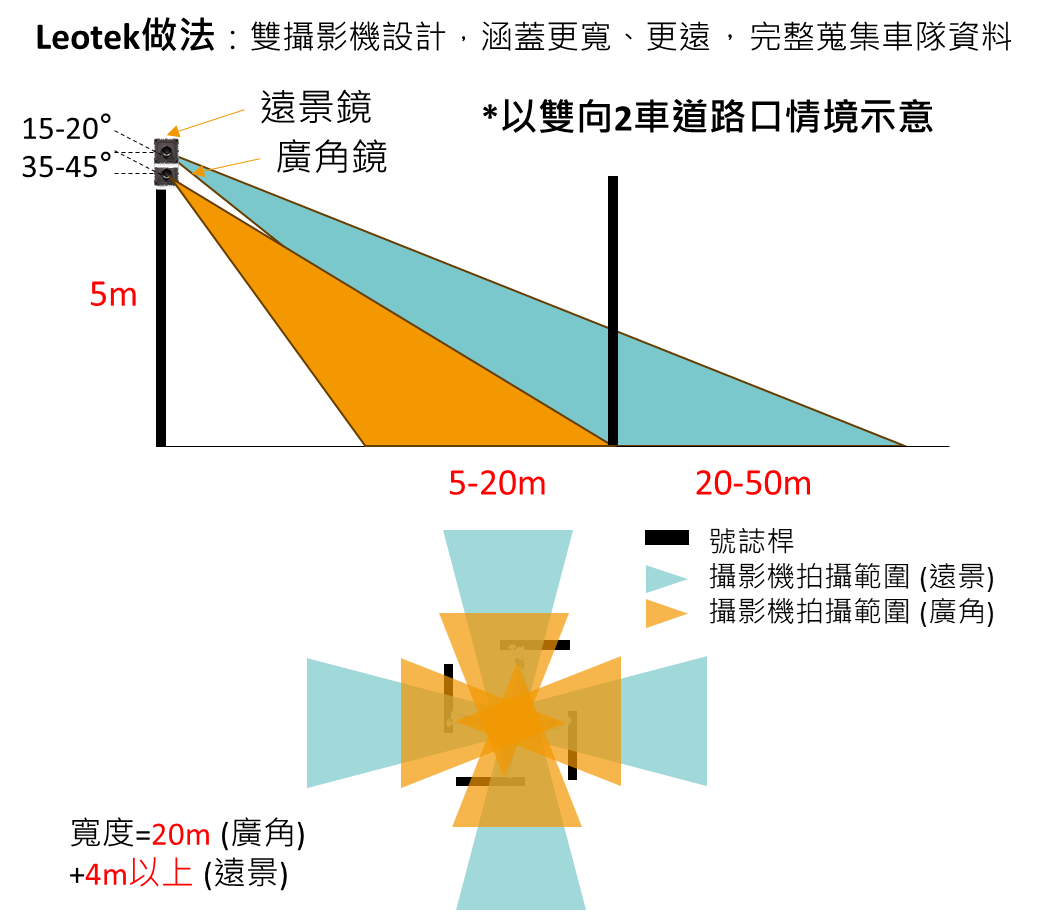 Leotek做法：雙攝影機設計，涵蓋更寬、更遠，完整蒐集車隊資料
*以雙向2車道路口情境示意
遠景鏡
15-20°
廣角鏡
35-45°
5m
5-20m
20-50m
號誌桿
攝影機拍攝範圍 (遠景)
攝影機拍攝範圍 (廣角)
寬度=20m (廣角)
+4m以上 (遠景)